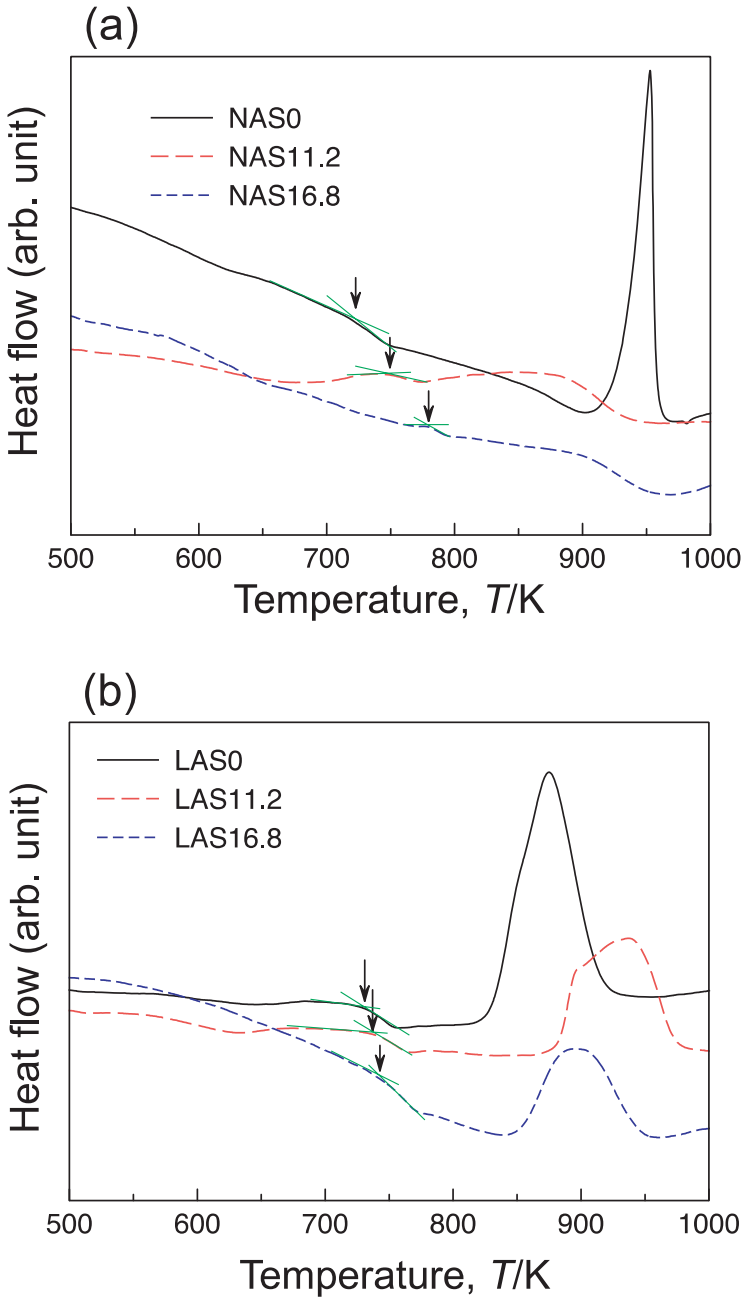 (a)
NAS0
NAS11.2
NAS16.8
Heat flow (arb. unit)
500 600 700 800 900 1000
Temperature, T/K
(b)
LAS0
LAS11.2
LAS16.8
Heat flow (arb. unit)
500 600 700 800 900 1000
Temperature, T/K